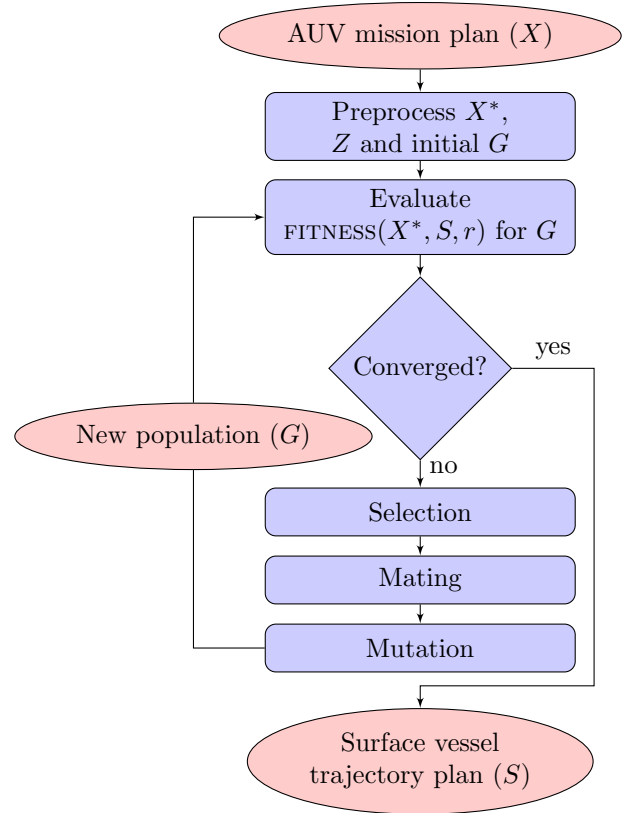 AUV mission plan (X)
Preprocess X*,
Z and initial G
Evaluate
FITNESS(X*, S, r) for G
yes
Converged?
New population (G)
no
Selection
Mating
Mutation
Surface vessel
trajectory plan (S)